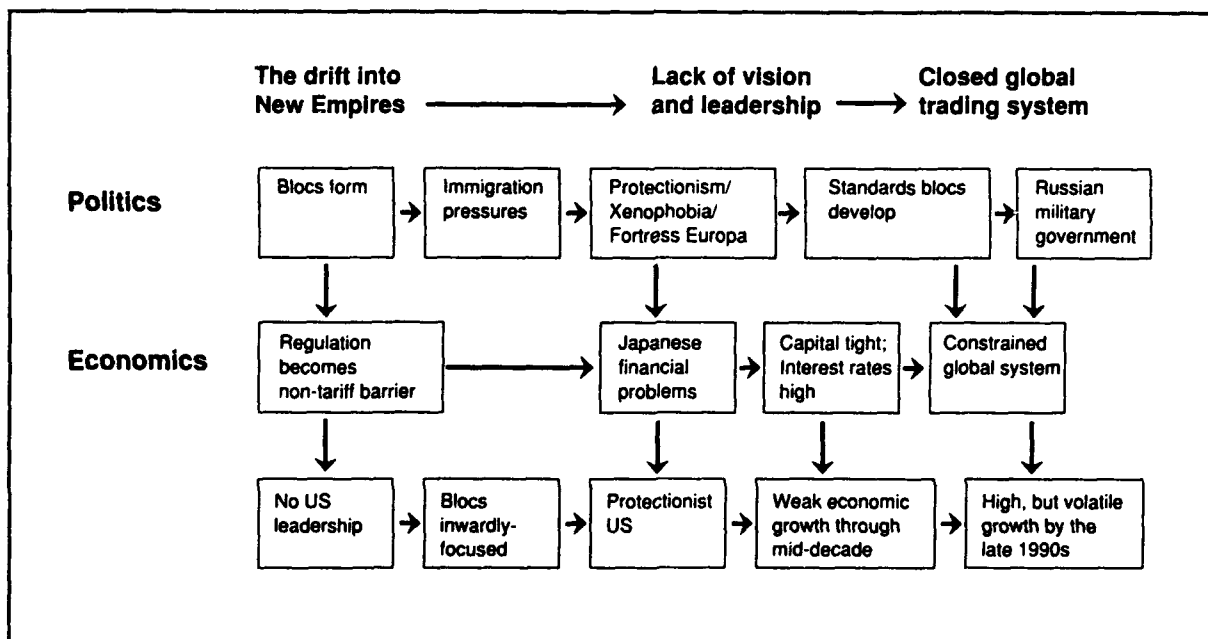 The drift into
New Empires
Lack of vision
and leadership
Closed global
trading system
Politics
Blocs form
Immigration
pressures
Protectionism/
Xenophobia/
Fortress Europa
Standards blocs
develop
Russian
military
government
Economics
Regulation
becomes
non-tariff barrier
Japanese
financial
problems
Capital tight;
Interest rates
high
Constrained
global system
No US
leadership
Blocs
inwardly-
focused
Protectionist
US
Weak economic
growth through
mid-decade
High, but volatile
growth by the
late 1990s